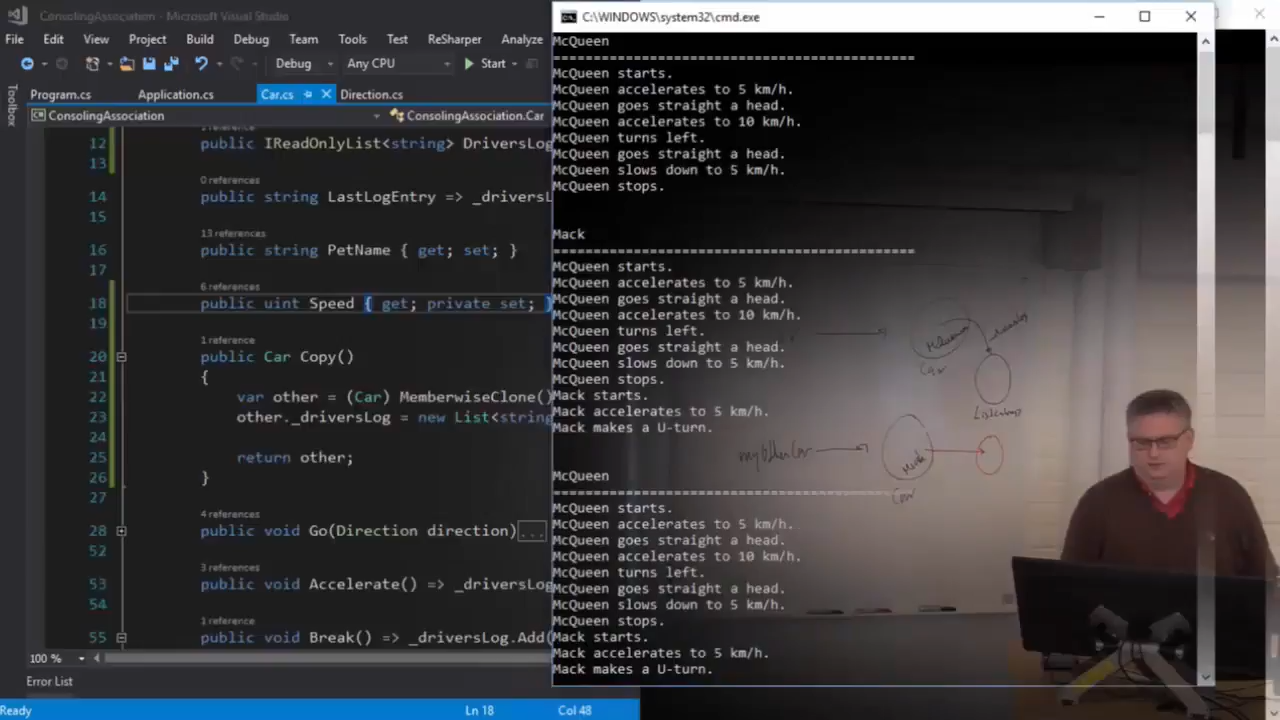 ConsolingAssociation - Microsoft Visual Studio
File Edit View Project Build Debug Team Tools Test ReSharper Analyze
Debug Any CPU Start
Toolbox
Program.cs Application.cs Car.cs Direction.cs
ConsolingAssociation ConsolingAssociation.Car
1 reference
12 public IReadOnlyList<string> DriversLog
13
0 references
14 public string LastLogEntry => _driversL
15
13 references
16 public string PetName { get; set; }
17
6 references
18 public uint Speed { get; private set; }
19
1 reference
20 public Car Copy()
21 {
22 var other = (Car) MemberwiseClone()
23 other._driversLog = new List<string
24
25 return other;
26 }
27
4 references
28 public void Go(Direction direction)...
52
3 references
53 public void Accelerate() => _driversLog
54
1 reference
55 public void Break() => _driversLog.Add(
100 %
Error List
Ready Ln 18 Col 48
C:\WINDOWS\system32\cmd.exe
McQueen
=============================================
McQueen starts.
McQueen accelerates to 5 km/h.
McQueen goes straight a head.
McQueen accelerates to 10 km/h.
McQueen turns left.
McQueen goes straight a head.
McQueen slows down to 5 km/h.
McQueen stops.
Mack
=============================================
McQueen starts.
McQueen accelerates to 5 km/h.
McQueen goes straight a head.
McQueen accelerates to 10 km/h.
McQueen turns left.
McQueen goes straight a head.
McQueen slows down to 5 km/h.
McQueen stops.
Mack starts.
Mack accelerates to 5 km/h.
Mack makes a U-turn.
McQueen
=============================================
McQueen starts.
McQueen accelerates to 5 km/h.
McQueen goes straight a head.
McQueen accelerates to 10 km/h.
McQueen turns left.
McQueen goes straight a head.
McQueen slows down to 5 km/h.
McQueen stops.
Mack starts.
Mack accelerates to 5 km/h.
Mack makes a U-turn.
McQueen
Car
myOtherCar
Mack
Car